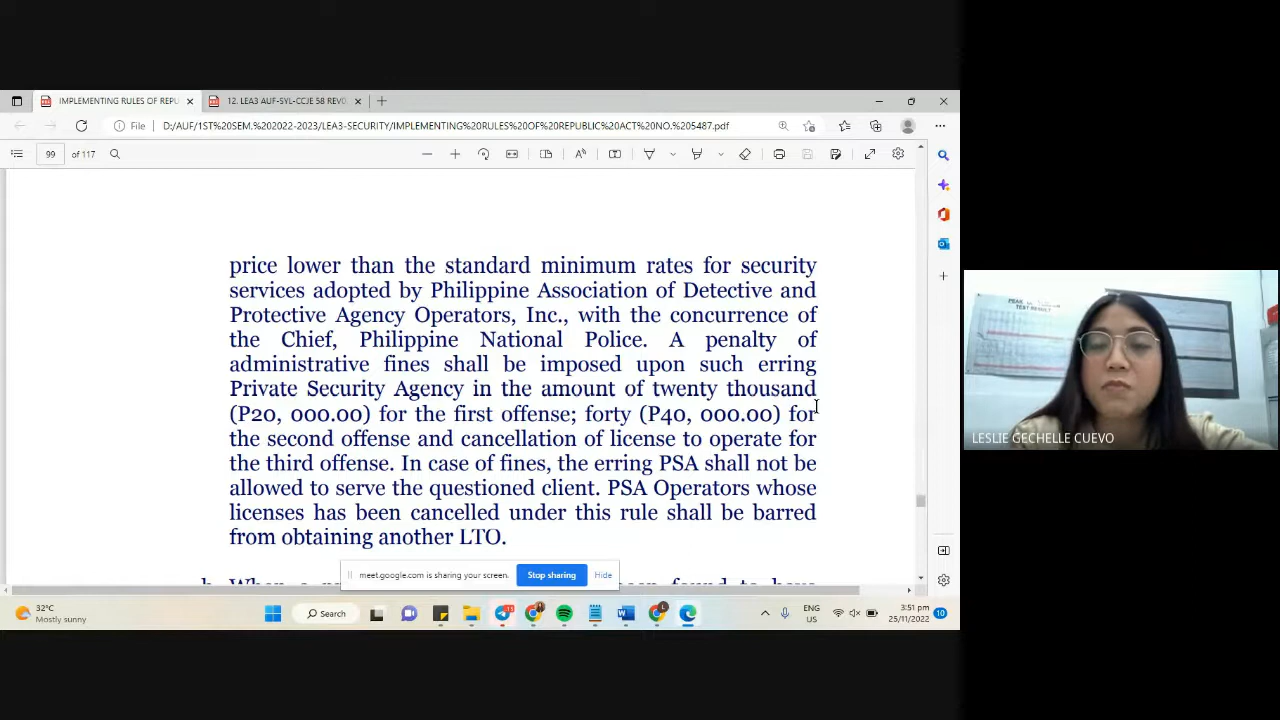 IMPLEMENTING RULES OF REPU
12. LEA3 AUF-SYL-CCJE 58 REV0
File
D:/AUF/1ST%20SEM.%202022-2023/LEA3-SECURITY/IMPLEMENTING%20RULES%20OF%20REPUBLIC%20ACT%20NO.%205487.pdf
99 of 117
price lower than the standard minimum rates for security
services adopted by Philippine Association of Detective and
Protective Agency Operators, Inc., with the concurrence of
the Chief, Philippine National Police. A penalty of
administrative fines shall be imposed upon such erring
Private Security Agency in the amount of twenty thousand
(P20, 000.00) for the first offense; forty (P40, 000.00) for
the second offense and cancellation of license to operate for
the third offense. In case of fines, the erring PSA shall not be
allowed to serve the questioned client. PSA Operators whose
licenses has been cancelled under this rule shall be barred
from obtaining another LTO.
meet.google.com is sharing your screen.
Stop sharing
Hide
LESLIE GECHELLE CUEVO
32°C
Mostly sunny
Search
ENG
US
3:51 pm
25/11/2022
10